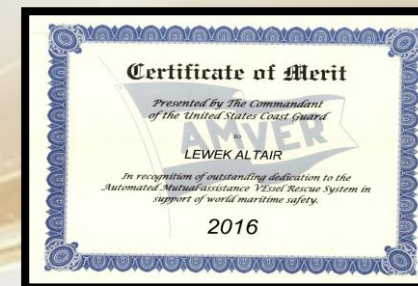 Certificate of Merit
Presented by The Commandant
of the United States Coast Guard
to
AMVER
LEWEK ALTAIR
In recognition of outstanding dedication to the
Automated Mutual-assistance VEssel Rescue System in
support of world maritime safety.
2016